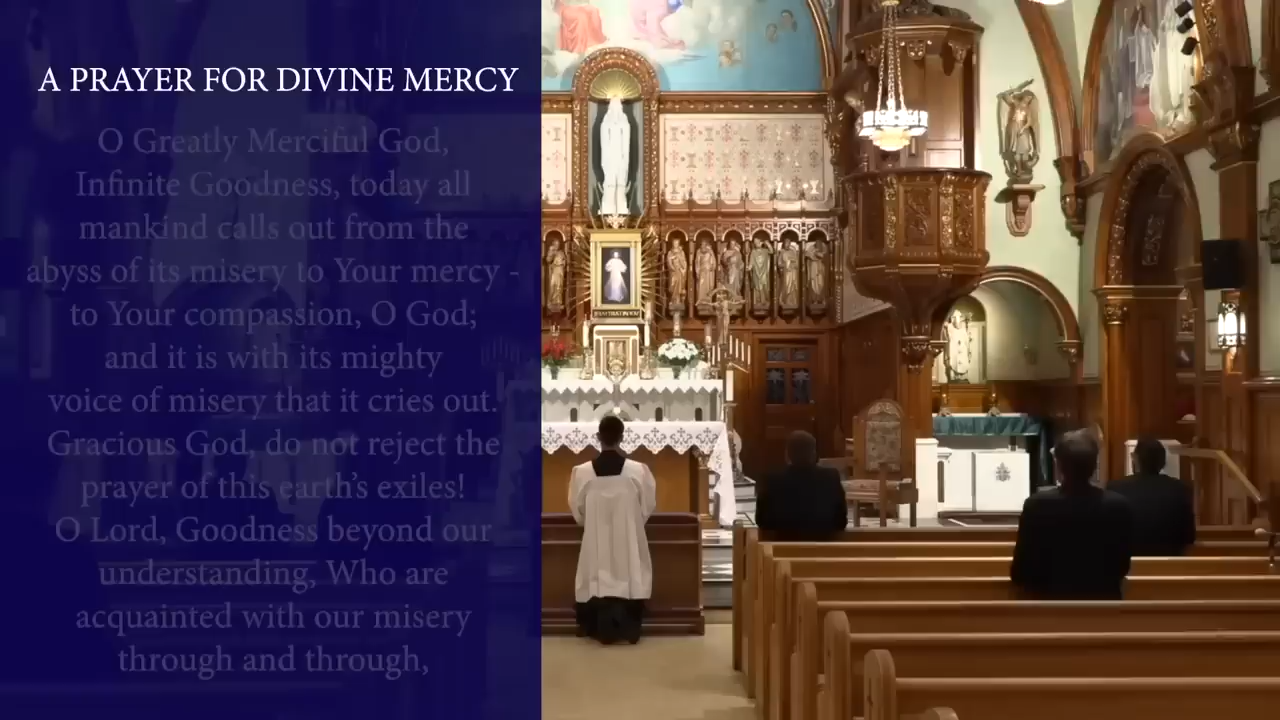 A PRAYER FOR DIVINE MERCY
O Greatly Merciful God,
Infinite Goodness, today all
mankind calls out from the
abyss of its misery to Your mercy -
to Your compassion, O God;
and it is with its mighty
voice of misery that it cries out.
Gracious God, do not reject the
prayer of this earth's exiles!
O Lord, Goodness beyond our
understanding, Who are
acquainted with our misery
through and through,